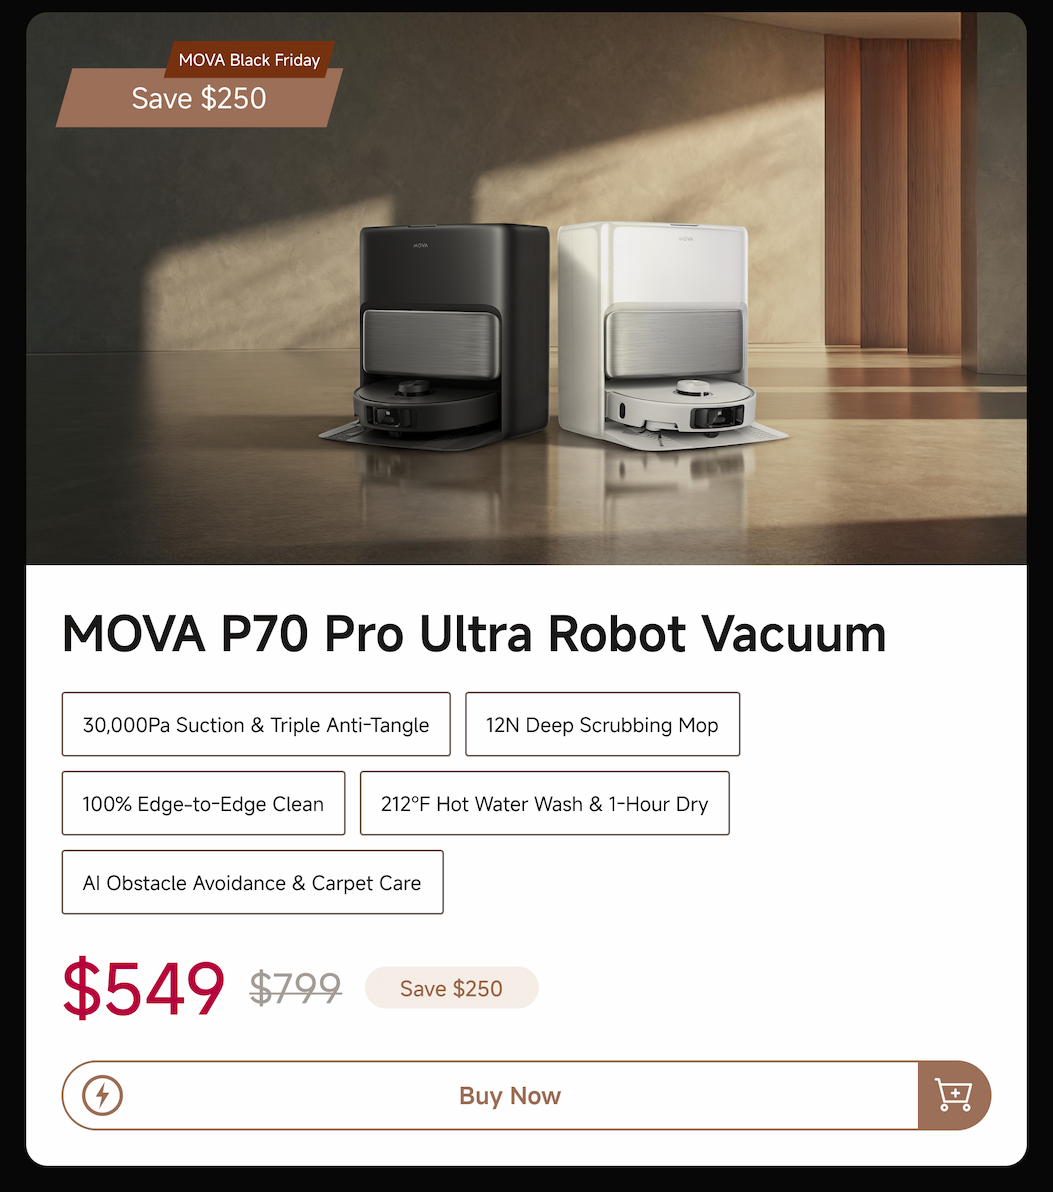 MOVA Black Friday
Save $250
MOVA
MOVA
MOVA P70 Pro Ultra Robot Vacuum
30,000Pa Suction & Triple Anti-Tangle
12N Deep Scrubbing Mop
100% Edge-to-Edge Clean
212°F Hot Water Wash & 1-Hour Dry
AI Obstacle Avoidance & Carpet Care
$549 $799 Save $250
Buy Now